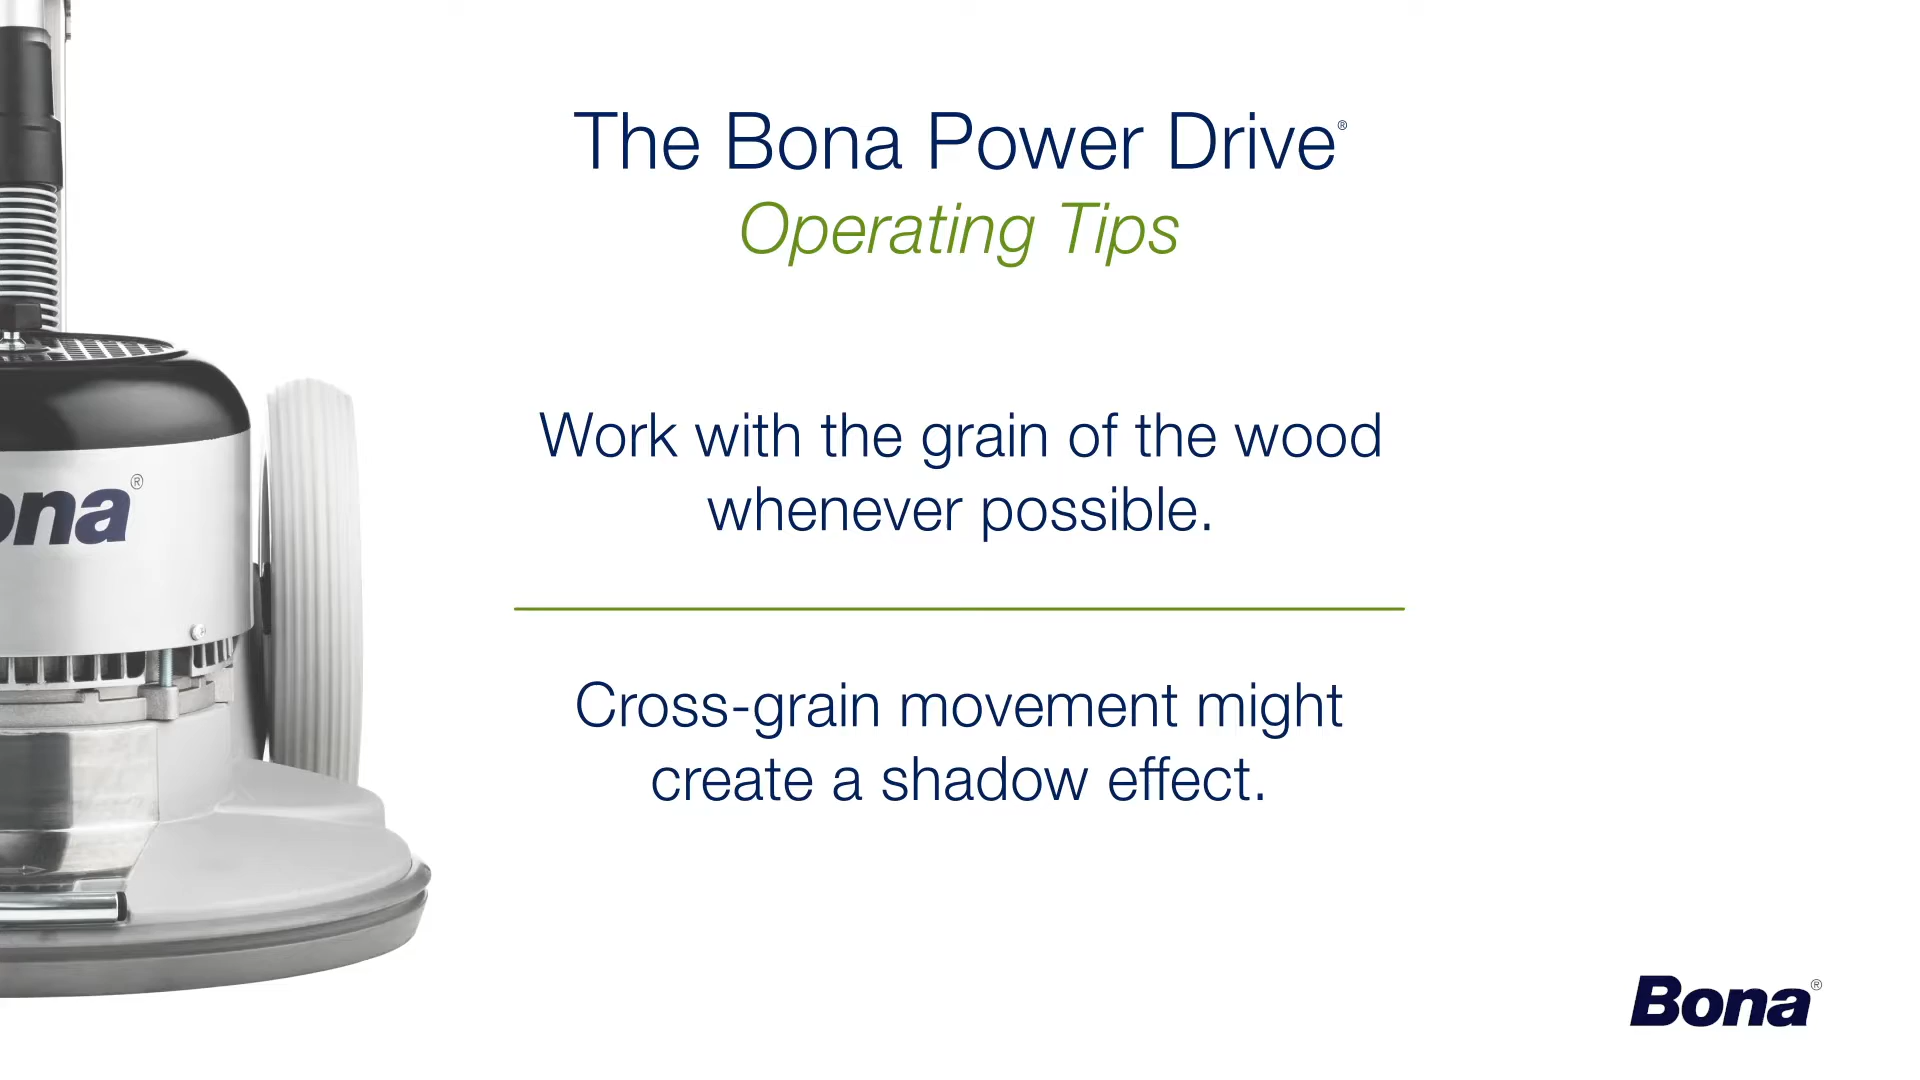 The Bona Power Drive®
Operating Tips
Work with the grain of the wood
whenever possible.
Cross-grain movement might
create a shadow effect.
ona®
Bona®